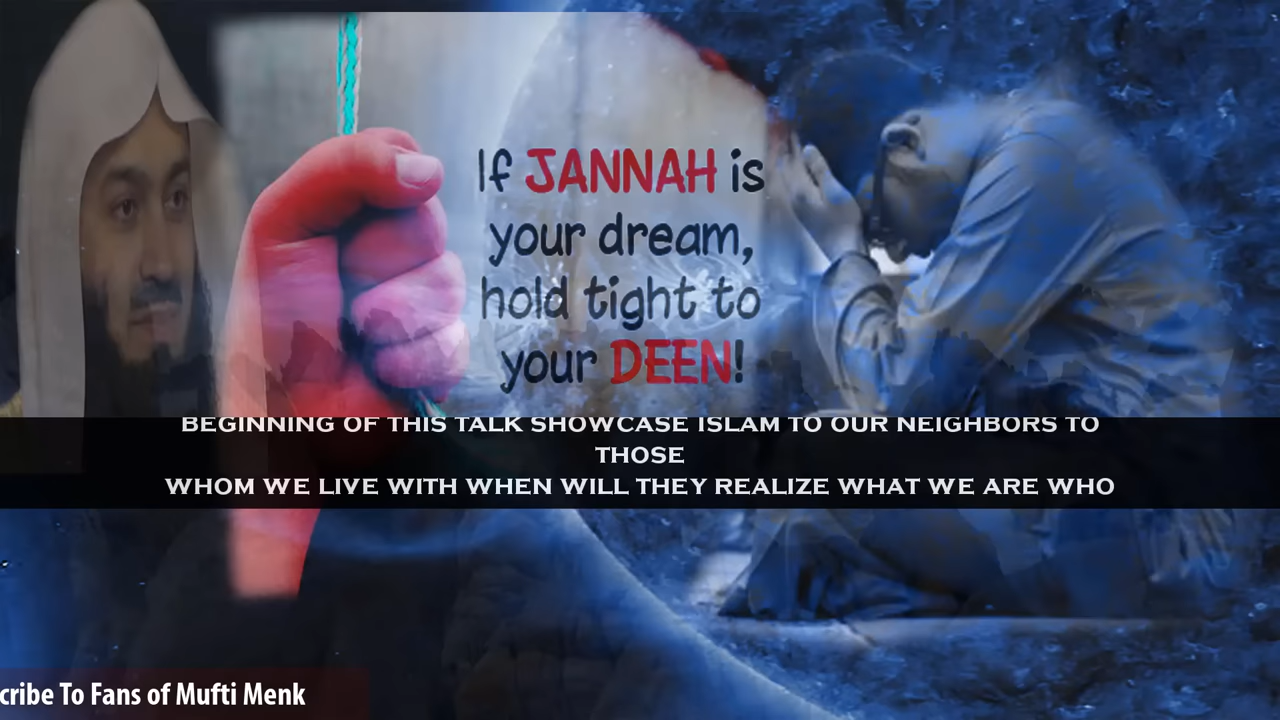 If JANNAH is
your dream,
hold tight to
your DEEN!
BEGINNING OF THIS TALK SHOWCASE ISLAM TO OUR NEIGHBORS TO
THOSE
WHOM WE LIVE WITH WHEN WILL THEY REALIZE WHAT WE ARE WHO
cribe To Fans of Mufti Menk